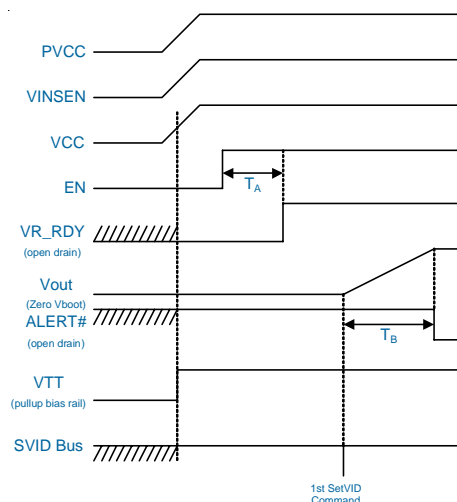 PVCC
VINSEN
VCC
EN
TA
VR_RDY
(open drain)
Vout
(Zero Vboot)
ALERT#
(open drain)
TB
VTT
(pullup bias rail)
SVID Bus
1st SetVID
Command